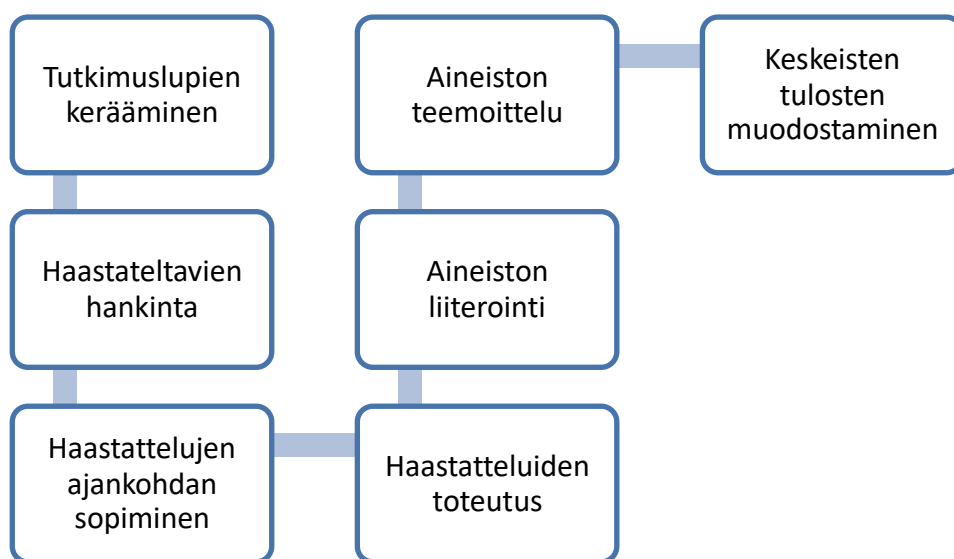 Tutkimuslupien
kerääminen
Haastateltavien
hankinta
Haastattelujen
ajankohdan
sopiminen
Haastatteluiden
toteutus
Aineiston
liiterointi
Aineiston
teemoittelu
Keskeisten
tulosten
muodostaminen